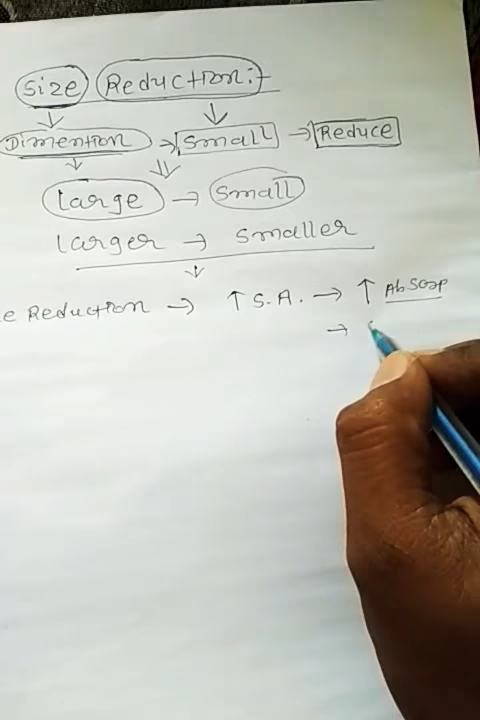 Size Reduction:-
Dimention → Small → Reduce
large → Small
larger → smaller
e Reduction → ↑ S.A. → ↑ Absorp
→